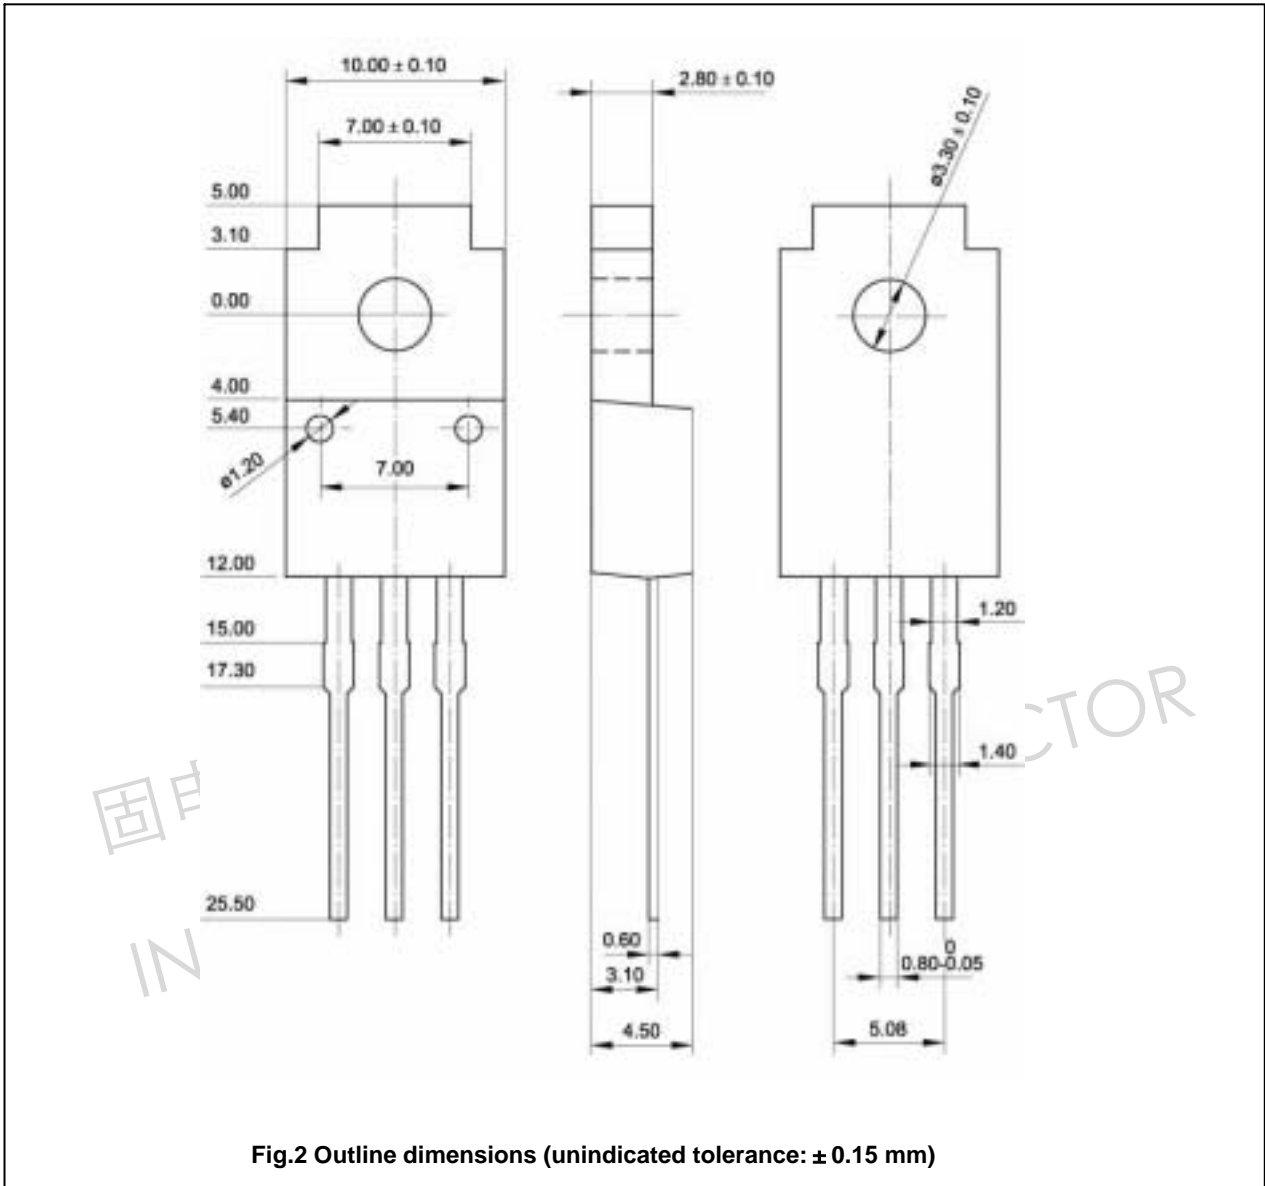 10.00 ± 0.10
2.80 ± 0.10
ø3.30 ± 0.10
7.00 ± 0.10
5.00
3.10
0.00
4.00
5.40
ø1.20
7.00
12.00
1.20
15.00
17.30
1.40
固
CTOR
25.50
IN
0.60
0
0.80-0.05
3.10
4.50
5.08
Fig.2 Outline dimensions (unindicated tolerance: ± 0.15 mm)